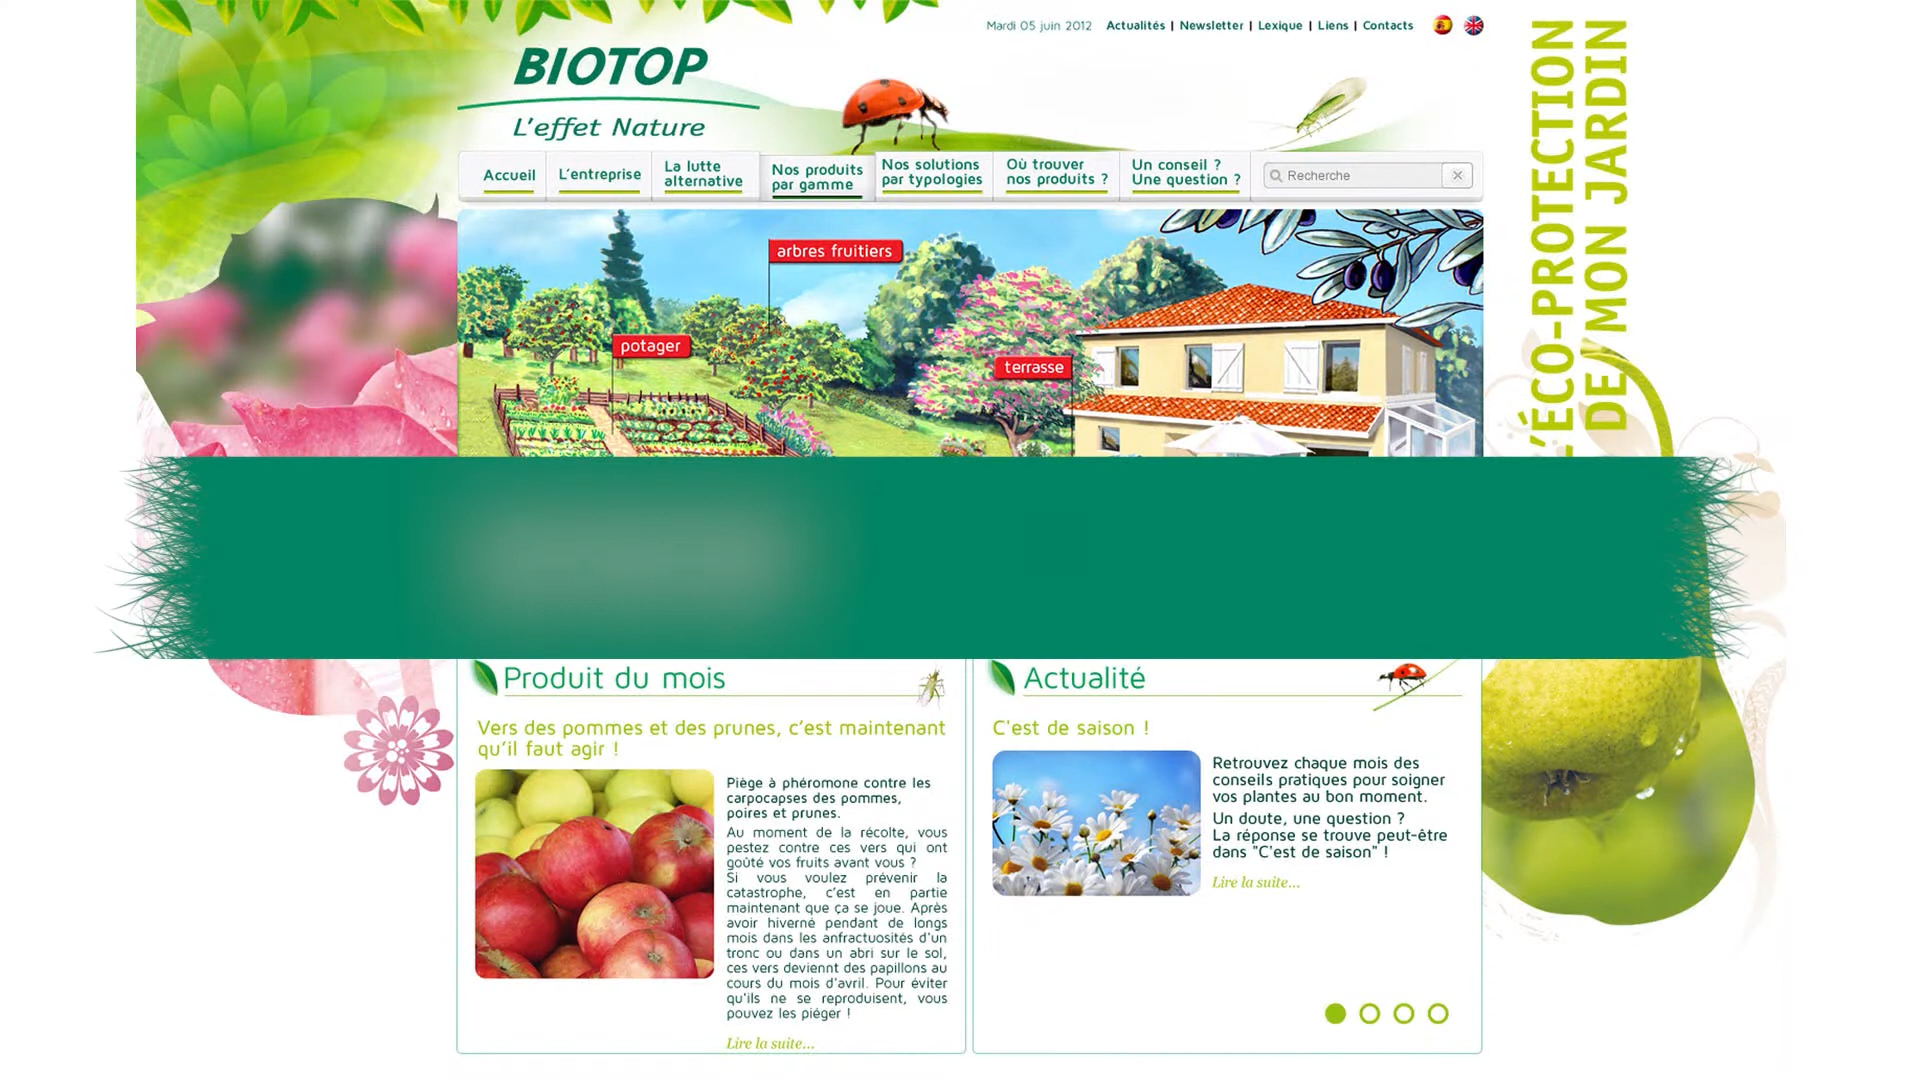 Mardi 05 juin 2012 Actualités | Newsletter | Lexique | Liens | Contacts
BIOTOP
L'effet Nature
Accueil
L'entreprise
La lutte
alternative
Nos produits
par gamme
Nos solutions
par typologies
Où trouver
nos produits ?
Un conseil ?
Une question ?
Recherche
arbres fruitiers
potager
terrasse
L'ÉCO-PROTECTION
DE MON JARDIN
Produit du mois
Vers des pommes et des prunes, c'est maintenant
qu'il faut agir !
Piège à phéromone contre les
carpocapses des pommes,
poires et prunes.
Au moment de la récolte, vous
pestez contre ces vers qui ont
goûté vos fruits avant vous ?
Si vous voulez prévenir la
catastrophe, c'est en partie
maintenant que ça se joue. Après
avoir hiverné pendant de longs
mois dans les anfractuosités d'un
tronc ou dans un abri sur le sol,
ces vers deviennt des papillons au
cours du mois d'avril. Pour éviter
qu'ils ne se reproduisent, vous
pouvez les piéger !
Lire la suite...
Actualité
C'est de saison !
Retrouvez chaque mois des
conseils pratiques pour soigner
vos plantes au bon moment.
Un doute, une question ?
La réponse se trouve peut-être
dans "C'est de saison" !
Lire la suite...